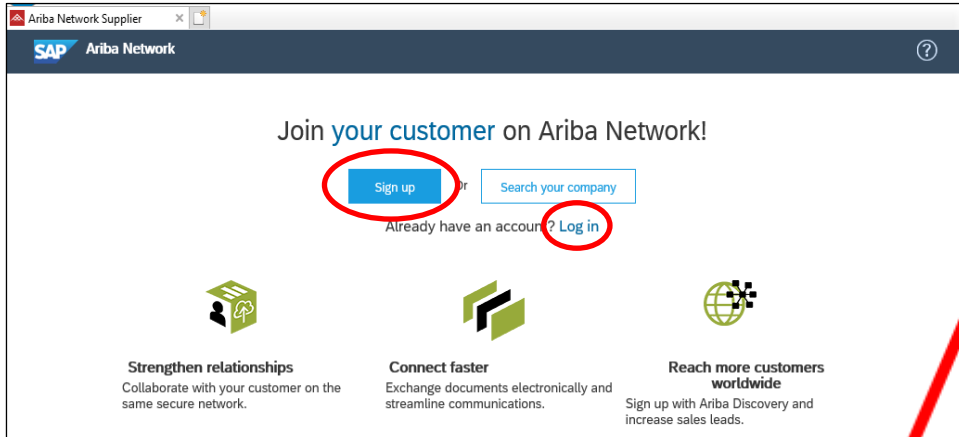 Ariba Network Supplier
SAP Ariba Network
Join your customer on Ariba Network!
Sign up or Search your company
Already have an account? Log in
Strengthen relationships
Collaborate with your customer on the
same secure network.
Connect faster
Exchange documents electronically and
streamline communications.
Reach more customers
worldwide
Sign up with Ariba Discovery and
increase sales leads.